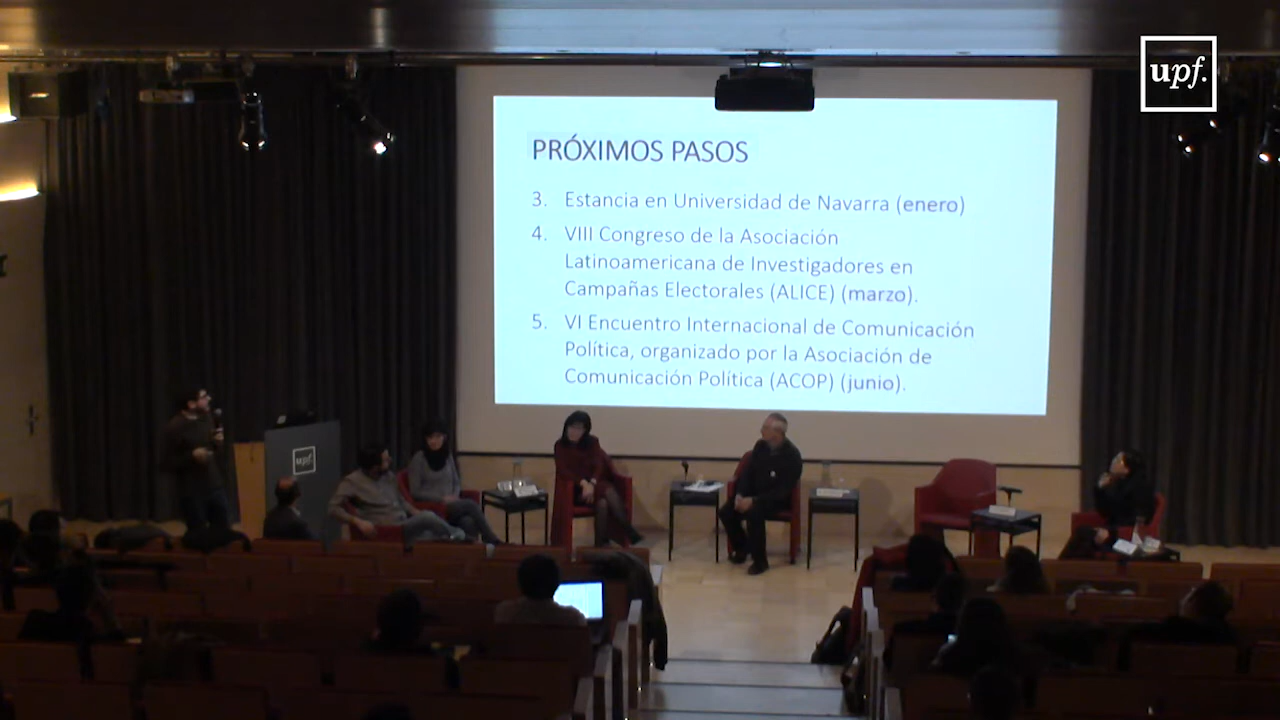 upf.
PRÓXIMOS PASOS
3. Estancia en Universidad de Navarra (enero)
4. VIII Congreso de la Asociación
Latinoamericana de Investigadores en
Campañas Electorales (ALICE) (marzo).
5. VI Encuentro Internacional de Comunicación
Política, organizado por la Asociación de
Comunicación Política (ACOP) (junio).
upf.